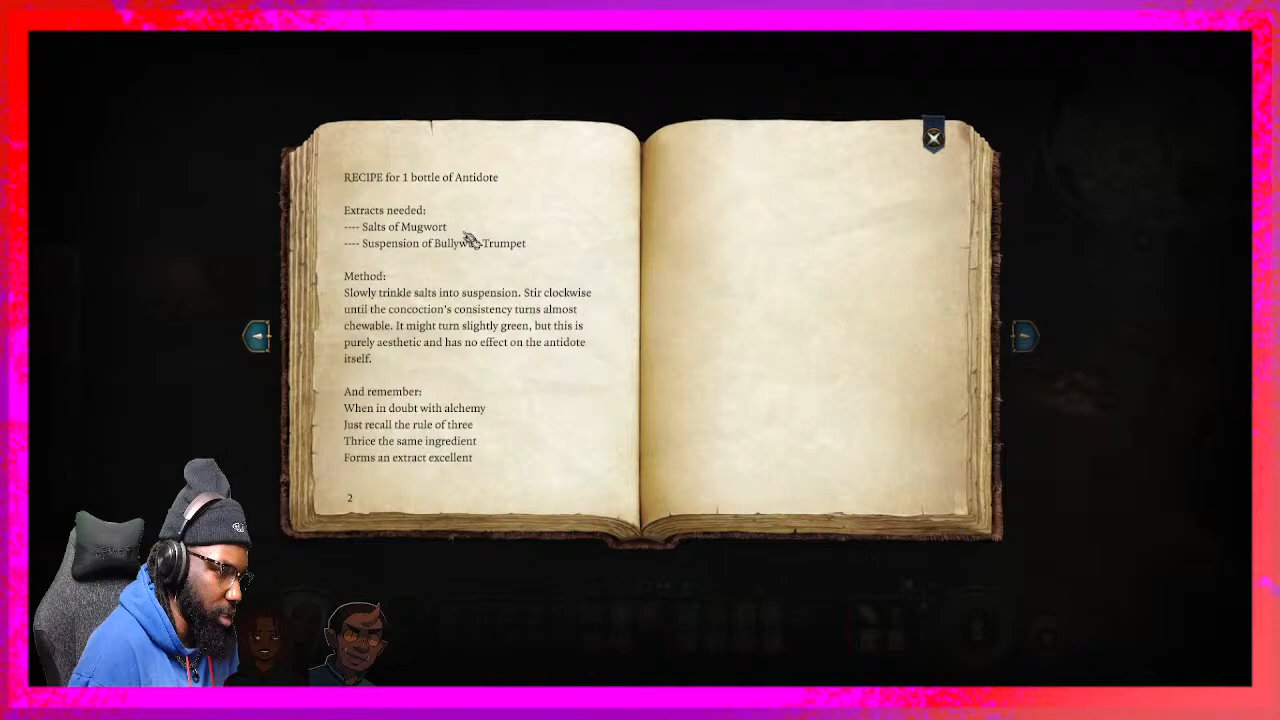 RECIPE for 1 bottle of Antidote
Extracts needed:
---- Salts of Mugwort
---- Suspension of Bullywug Trumpet
Method:
Slowly trinkle salts into suspension. Stir clockwise
until the concoction's consistency turns almost
chewable. It might turn slightly green, but this is
purely aesthetic and has no effect on the antidote
itself.
And remember:
When in doubt with alchemy
Just recall the rule of three
Thrice the same ingredient
Forms an extract excellent
2